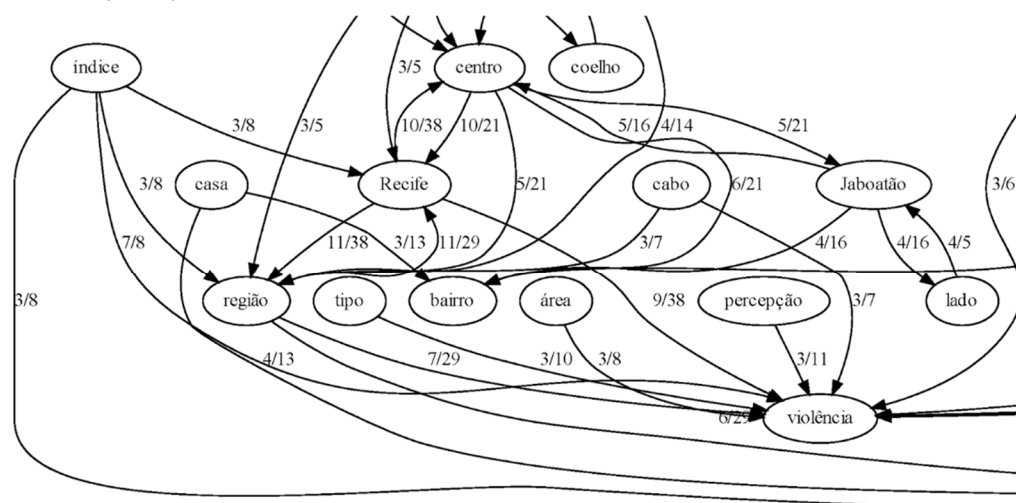 índice
3/5
centro
coelho
3/8
3/5
10/38
10/21
5/16
4/14
5/21
3/8
casa
Recife
5/21
cabo
6/21
Jaboatão
3/6
7/8
11/38
3/13
11/29
3/7
4/16
4/16
4/5
3/8
região
tipo
bairro
área
9/38
percepção
3/7
lado
4/13
7/29
3/10
3/8
3/11
6/29
violência